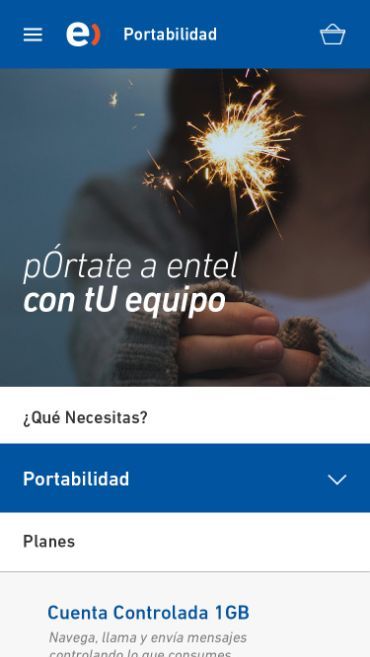 e)
Portabilidad
pÓrtate a entel
con tU equipo
¿Qué Necesitas?
Portabilidad
Planes
Cuenta Controlada 1GB
Navega, llama y envía mensajes
controlando lo que consumes